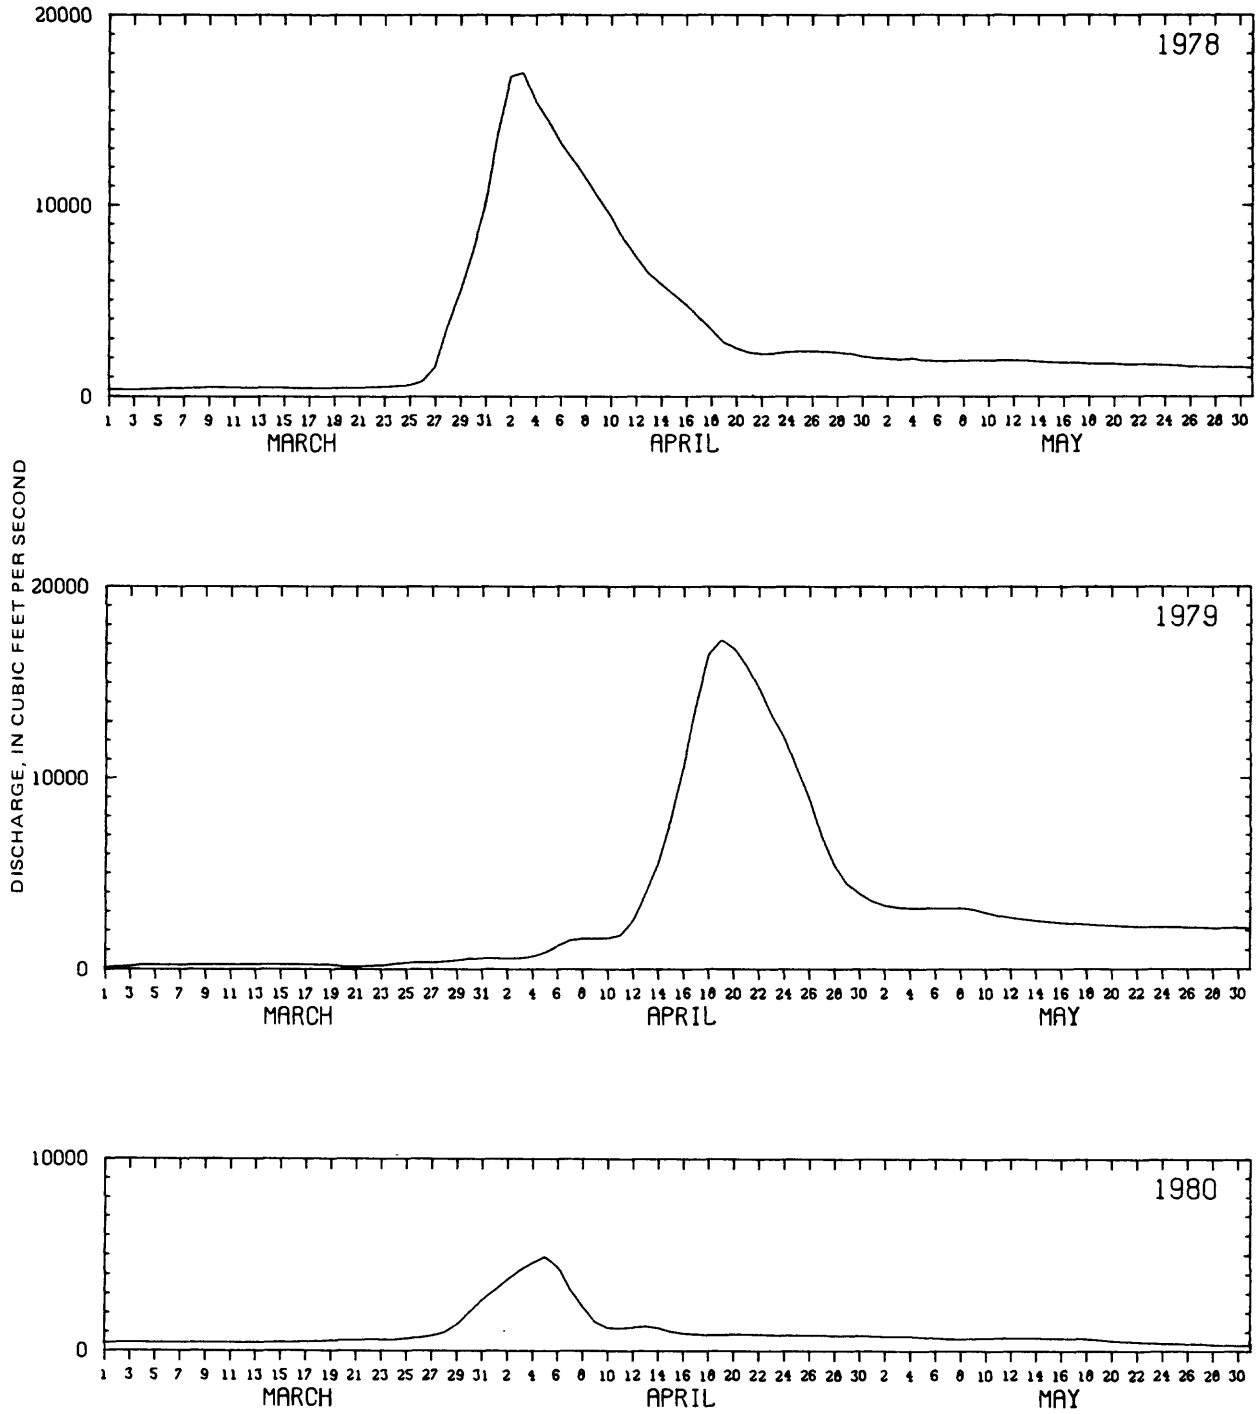 20000
1978
10000
0
1 3 5 7 9 11 13 15 17 19 21 23 25 27 29 31 2 4 6 8 10 12 14 16 18 20 22 24 26 28 30 2 4 6 8 10 12 14 16 18 20 22 24 26 28 30
MARCH APRIL MAY
DISCHARGE, IN CUBIC FEET PER SECOND
20000
1979
10000
0
1 3 5 7 9 11 13 15 17 19 21 23 25 27 29 31 2 4 6 8 10 12 14 16 18 20 22 24 26 28 30 2 4 6 8 10 12 14 16 18 20 22 24 26 28 30
MARCH APRIL MAY
10000
1980
0
1 3 5 7 9 11 13 15 17 19 21 23 25 27 29 31 2 4 6 8 10 12 14 16 18 20 22 24 26 28 30 2 4 6 8 10 12 14 16 18 20 22 24 26 28 30
MARCH APRIL MAY